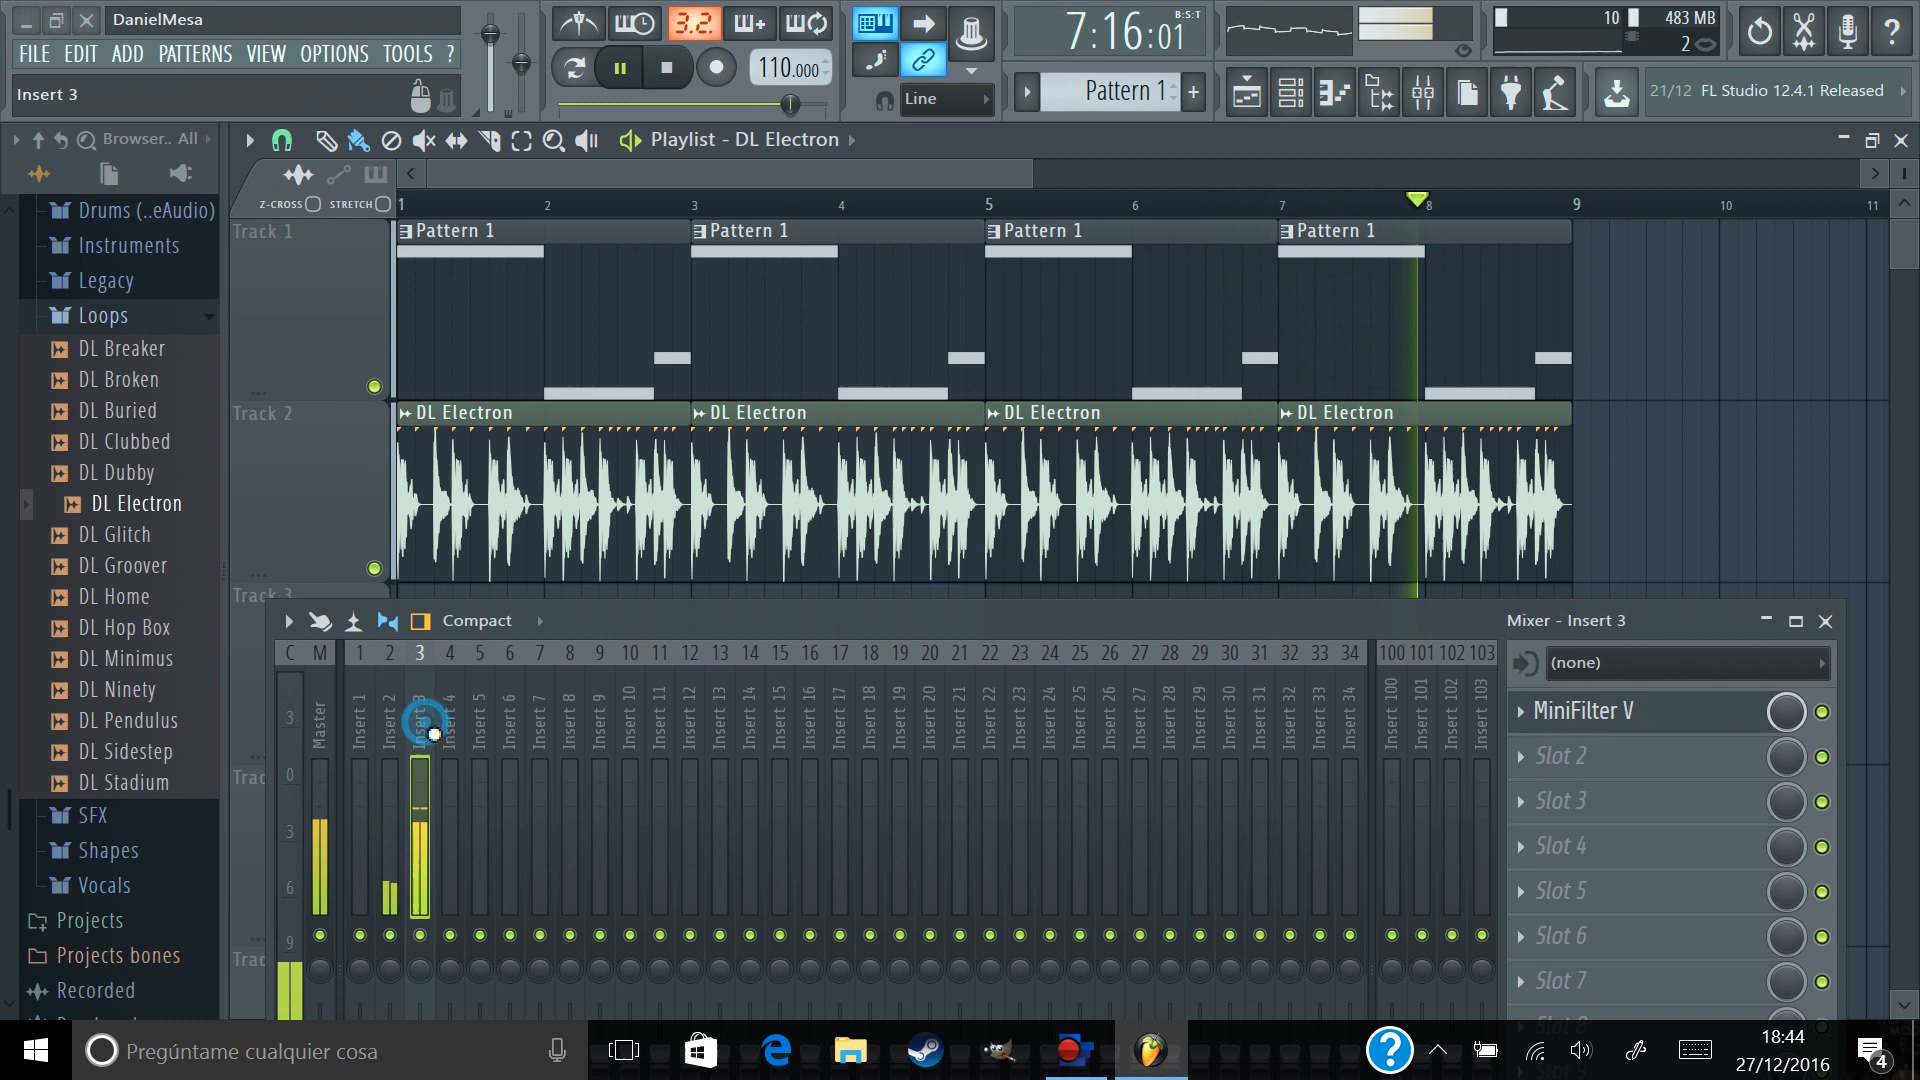 DanielMesa
FILE EDIT ADD PATTERNS VIEW OPTIONS TOOLS ?
Insert 3
3.2.
110.000
Line
7:16:01
B:S:T
Pattern 1
10
483 MB
2
21/12 FL Studio 12.4.1 Released
Browser.. All
Playlist - DL Electron
Z-CROSS STRETCH
1 2 3 4 5 6 7 8 9 10 11
Drums (..eAudio)
Instruments
Legacy
Loops
DL Breaker
DL Broken
DL Buried
DL Clubbed
DL Dubby
DL Electron
DL Glitch
DL Groover
DL Home
DL Hop Box
DL Minimus
DL Ninety
DL Pendulus
DL Sidestep
DL Stadium
SFX
Shapes
Vocals
Projects
Projects bones
Recorded
Track 1
Pattern 1 Pattern 1 Pattern 1 Pattern 1
Track 2
DL Electron DL Electron DL Electron DL Electron
Track 3
Trac
Trac
Compact
Mixer - Insert 3
C M 1 2 3 4 5 6 7 8 9 10 11 12 13 14 15 16 17 18 19 20 21 22 23 24 25 26 27 28 29 30 31 32 33 34 100 101 102 103
Master Insert 1 Insert 2 Insert 3 Insert 4 Insert 5 Insert 6 Insert 7 Insert 8 Insert 9 Insert 10 Insert 11 Insert 12 Insert 13 Insert 14 Insert 15 Insert 16 Insert 17 Insert 18 Insert 19 Insert 20 Insert 21 Insert 22 Insert 23 Insert 24 Insert 25 Insert 26 Insert 27 Insert 28 Insert 29 Insert 30 Insert 31 Insert 32 Insert 33 Insert 34 Insert 100 Insert 101 Insert 102 Insert 103
3
0
3
6
9
(none)
MiniFilter V
Slot 2
Slot 3
Slot 4
Slot 5
Slot 6
Slot 7
Slot 8
Pregúntame cualquier cosa
18:44
27/12/2016
4